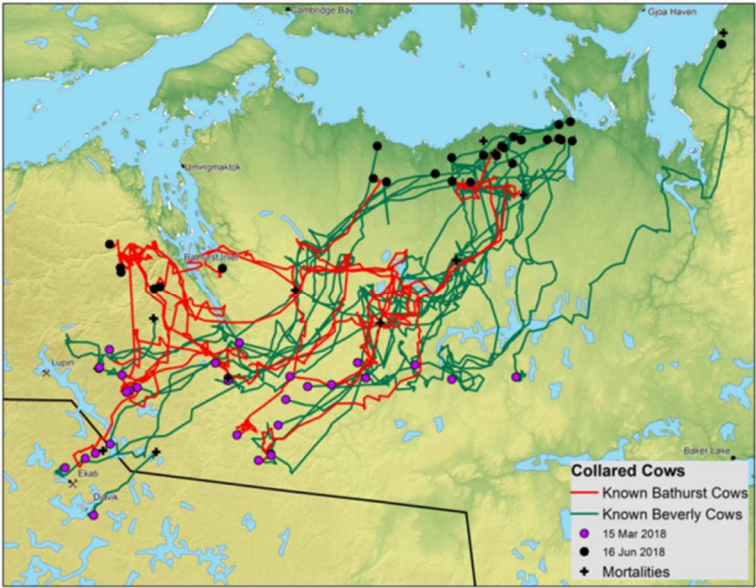 Cambridge Bay
Gjoa Haven
Umingmaktok
Bathurst Inlet
Lupin
Baker Lake
Ekati
Diavik
Collared Cows
Known Bathurst Cows
Known Beverly Cows
15 Mar 2018
16 Jun 2018
Mortalities